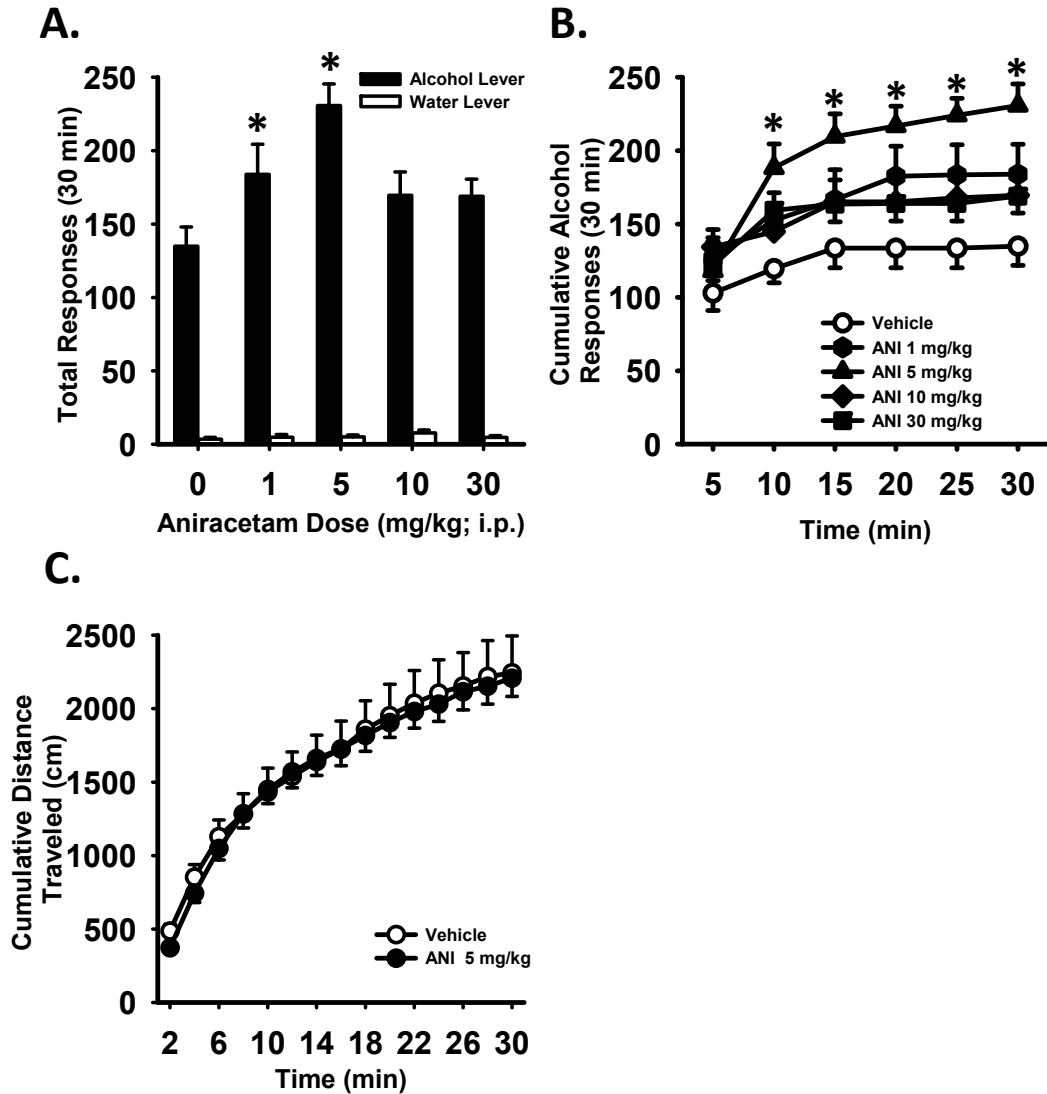 A.
Total Responses (30 min)
250
200
150
100
50
0
*
*
Alcohol Lever
Water Lever
0 1 5 10 30
Aniracetam Dose (mg/kg; i.p.)
B.
Cumulative Alcohol
Responses (30 min)
250
200
150
100
50
0
* * * * *
Vehicle
ANI 1 mg/kg
ANI 5 mg/kg
ANI 10 mg/kg
ANI 30 mg/kg
5 10 15 20 25 30
Time (min)
C.
Cumulative Distance
Traveled (cm)
2500
2000
1500
1000
500
0
Vehicle
ANI 5 mg/kg
2 6 10 14 18 22 26 30
Time (min)